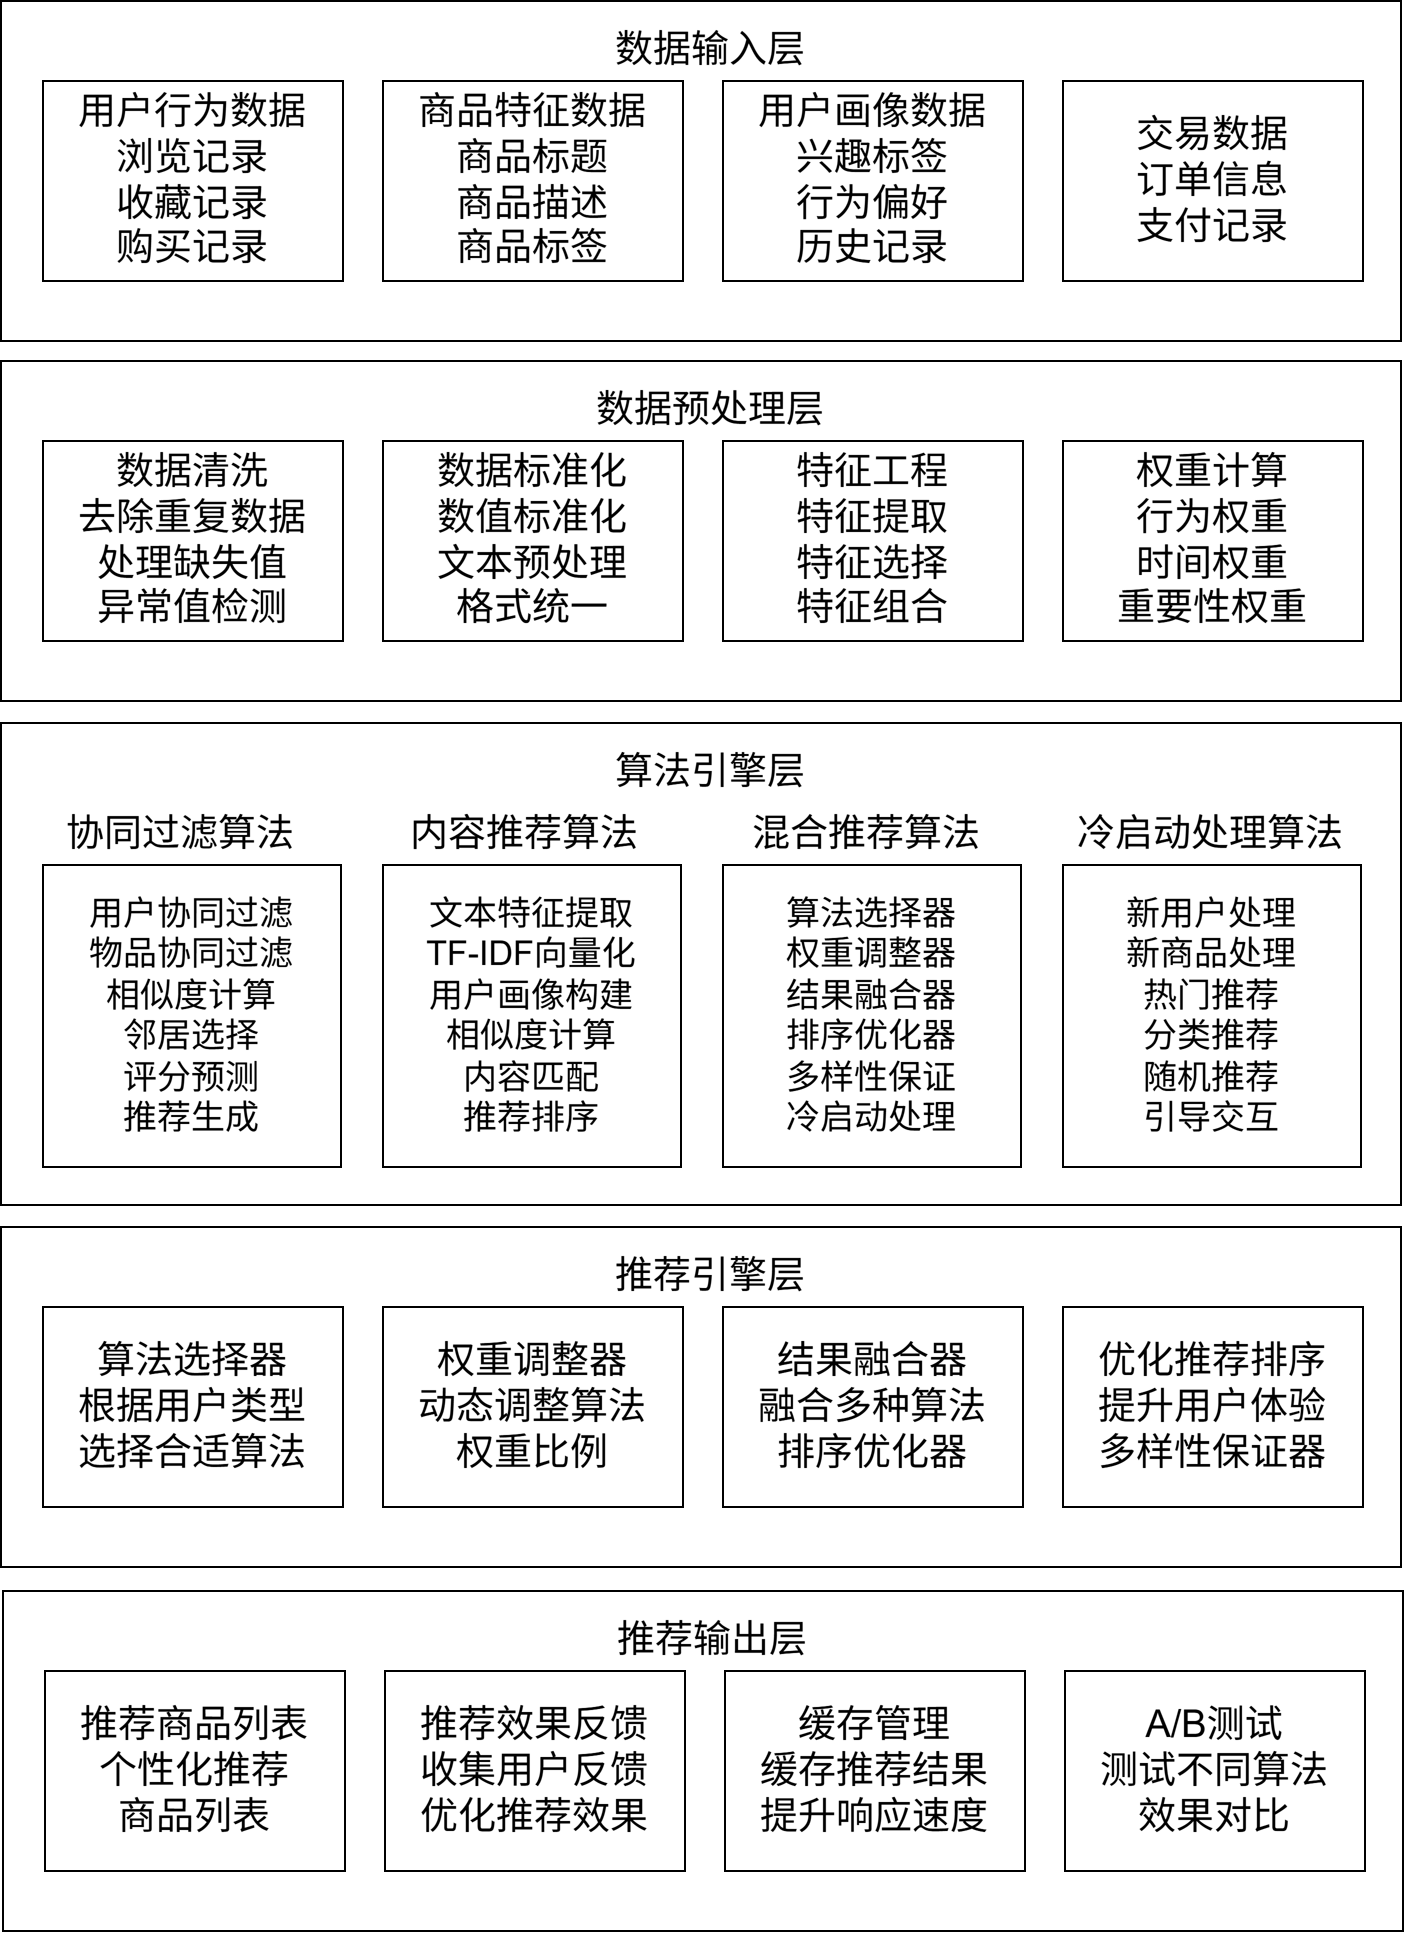 数据输入层
用户行为数据
浏览记录
收藏记录
购买记录
商品特征数据
商品标题
商品描述
商品标签
用户画像数据
兴趣标签
行为偏好
历史记录
交易数据
订单信息
支付记录
数据预处理层
数据清洗
去除重复数据
处理缺失值
异常值检测
数据标准化
数值标准化
文本预处理
格式统一
特征工程
特征提取
特征选择
特征组合
权重计算
行为权重
时间权重
重要性权重
算法引擎层
协同过滤算法
用户协同过滤
物品协同过滤
相似度计算
邻居选择
评分预测
推荐生成
内容推荐算法
文本特征提取
TF-IDF向量化
用户画像构建
相似度计算
内容匹配
推荐排序
混合推荐算法
算法选择器
权重调整器
结果融合器
排序优化器
多样性保证
冷启动处理
冷启动处理算法
新用户处理
新商品处理
热门推荐
分类推荐
随机推荐
引导交互
推荐引擎层
算法选择器
根据用户类型
选择合适算法
权重调整器
动态调整算法
权重比例
结果融合器
融合多种算法
排序优化器
优化推荐排序
提升用户体验
多样性保证器
推荐输出层
推荐商品列表
个性化推荐
商品列表
推荐效果反馈
收集用户反馈
优化推荐效果
缓存管理
缓存推荐结果
提升响应速度
A/B测试
测试不同算法
效果对比